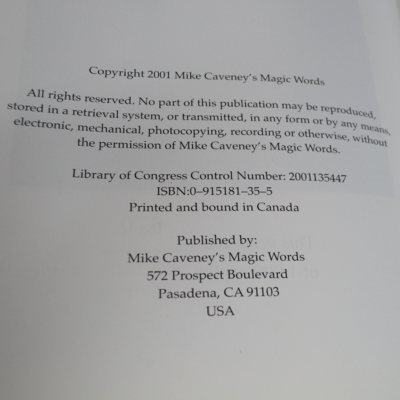 Copyright 2001 Mike Caveney's Magic Words
All rights reserved. No part of this publication may be reproduced,
stored in a retrieval system, or transmitted, in any form or by any means,
electronic, mechanical, photocopying, recording or otherwise, without
the permission of Mike Caveney's Magic Words.
Library of Congress Control Number: 2001135447
ISBN:0–915181–35–5
Printed and bound in Canada
Published by:
Mike Caveney's Magic Words
572 Prospect Boulevard
Pasadena, CA 91103
USA